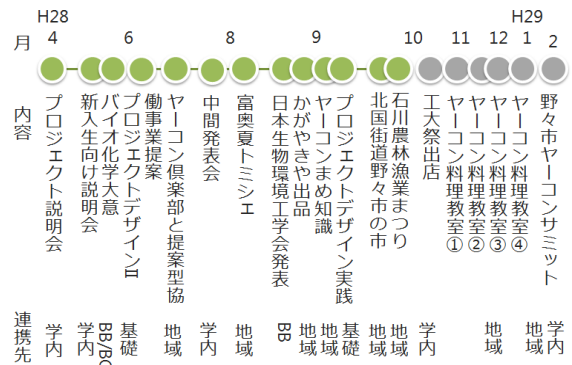 H28
H29
月
4
6
8
9
10
11
12
1
2
内容
プロジェクト説明会
新入生向け説明会
バイオ化学大意
プロジェクトデザインⅡ
ヤーコン倶楽部と提案型協
働事業提案
中間発表会
富奥夏トミシェ
日本生物環境工学会発表
かがやきや出品
ヤーコンまめ知識
プロジェクトデザイン実践
北国街道野々市の市
石川農林漁業まつり
工大祭出店
ヤーコン料理教室①
ヤーコン料理教室②
ヤーコン料理教室③
ヤーコン料理教室④
野々市ヤーコンサミット
連携先
学内
学内
BB/BC
基礎
地域
学内
地域
BB
地域
地域
基礎
地域
地域
学内
地域
地域
学内